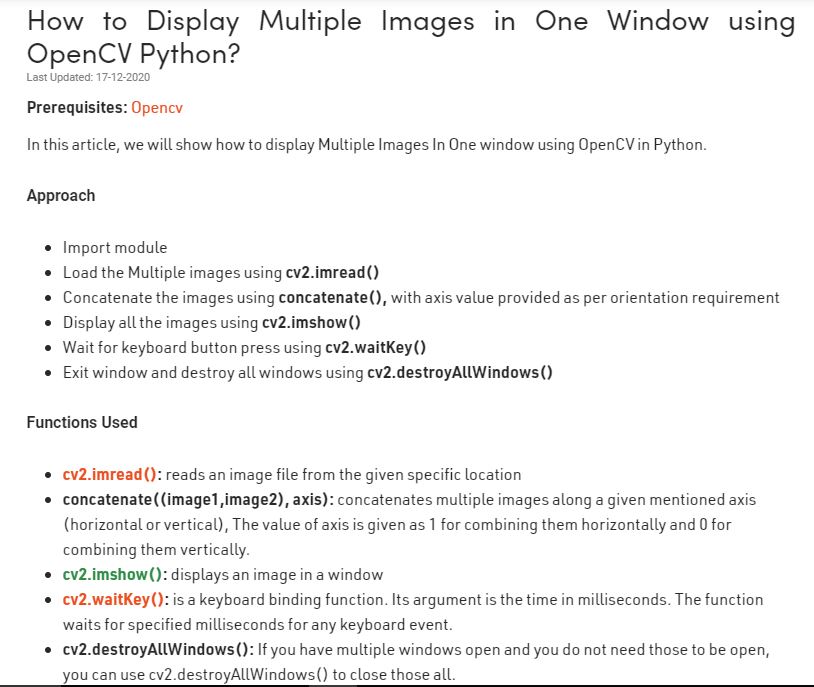 How to Display Multiple Images in One Window using
OpenCV Python?
Last Updated: 17-12-2020
Prerequisites: Opencv
In this article, we will show how to display Multiple Images In One window using OpenCV in Python.
Approach
• Import module
• Load the Multiple images using cv2.imread()
• Concatenate the images using concatenate(), with axis value provided as per orientation requirement
• Display all the images using cv2.imshow()
• Wait for keyboard button press using cv2.waitKey()
• Exit window and destroy all windows using cv2.destroyAllWindows()
Functions Used
• cv2.imread(): reads an image file from the given specific location
• concatenate((image1,image2), axis): concatenates multiple images along a given mentioned axis
(horizontal or vertical), The value of axis is given as 1 for combining them horizontally and 0 for
combining them vertically.
• cv2.imshow(): displays an image in a window
• cv2.waitKey(): is a keyboard binding function. Its argument is the time in milliseconds. The function
waits for specified milliseconds for any keyboard event.
• cv2.destroyAllWindows(): If you have multiple windows open and you do not need those to be open,
you can use cv2.destroyAllWindows() to close those all.